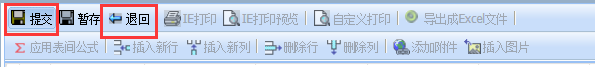 提交 暂存 退回 IE打印 IE打印预览 自定义打印 导出成Excel文件
Σ 应用表间公式 插入新行 插入新列 删除行 删除列 添加附件 插入图片